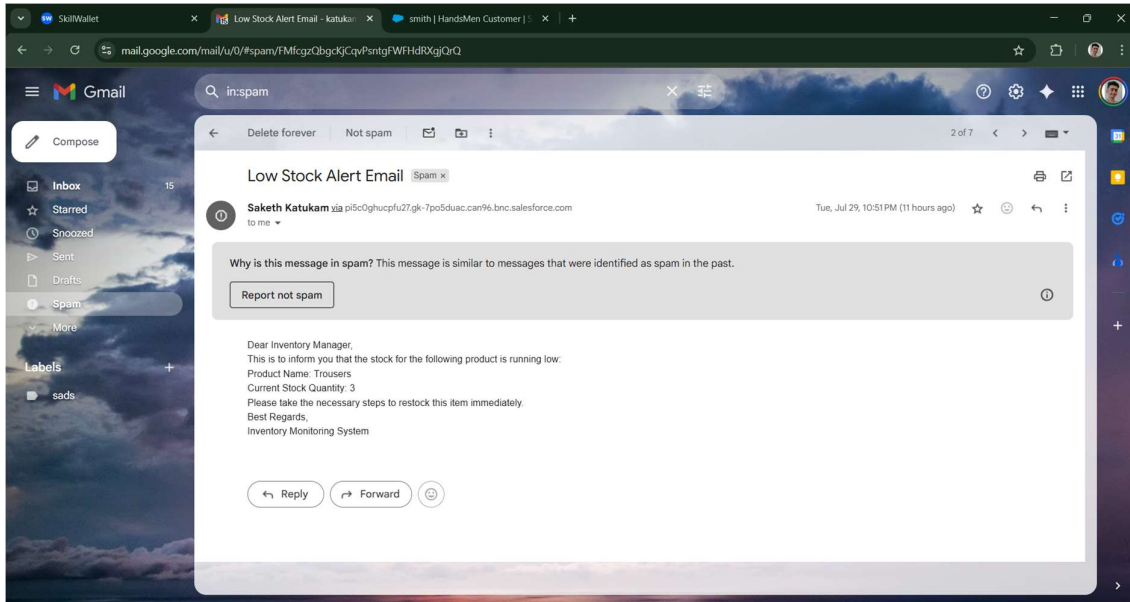 SkillWallet
Low Stock Alert Email - katukam
smith | HandsMen Customer | S
mail.google.com/mail/u/0/#spam/FMfcgzQbgcKjCqvPsntgFWFHdRXgjQrQ
Gmail
in:spam
Compose
Delete forever Not spam
2 of 7
Inbox 15
Starred
Snoozed
Sent
Drafts
Spam
More
Labels
sads
Low Stock Alert Email Spam ×
Saketh Katukam via pi5c0ghucpfu27.gk-7po5duac.can96.bnc.salesforce.com
Tue, Jul 29, 10:51 PM (11 hours ago)
to me
Why is this message in spam? This message is similar to messages that were identified as spam in the past.
Report not spam
Dear Inventory Manager,
This is to inform you that the stock for the following product is running low:
Product Name: Trousers
Current Stock Quantity: 3
Please take the necessary steps to restock this item immediately.
Best Regards,
Inventory Monitoring System
Reply Forward